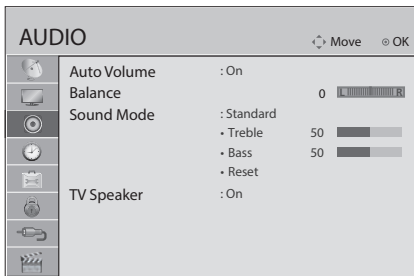 AUDIO Move OK
Auto Volume : On
Balance 0 L R
Sound Mode : Standard
• Treble 50
• Bass 50
• Reset
TV Speaker : On